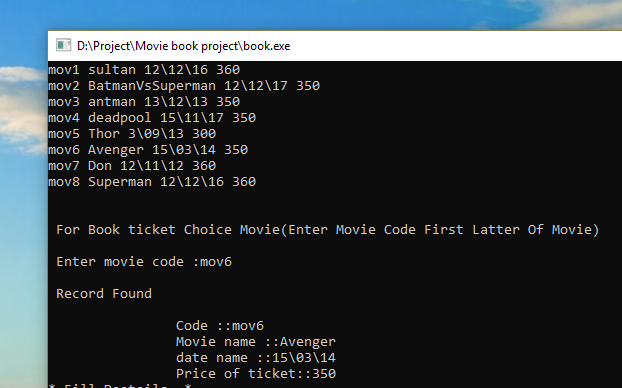 D:\Project\Movie book project\book.exe
mov1 sultan 12\12\16 360
mov2 BatmanVsSuperman 12\12\17 350
mov3 antman 13\12\13 350
mov4 deadpool 15\11\17 350
mov5 Thor 3\09\13 300
mov6 Avenger 15\03\14 350
mov7 Don 12\11\12 360
mov8 Superman 12\12\16 360
For Book ticket Choice Movie(Enter Movie Code First Latter Of Movie)
Enter movie code :mov6
Record Found
Code ::mov6
Movie name ::Avenger
date name ::15\03\14
Price of ticket::350
* Fill